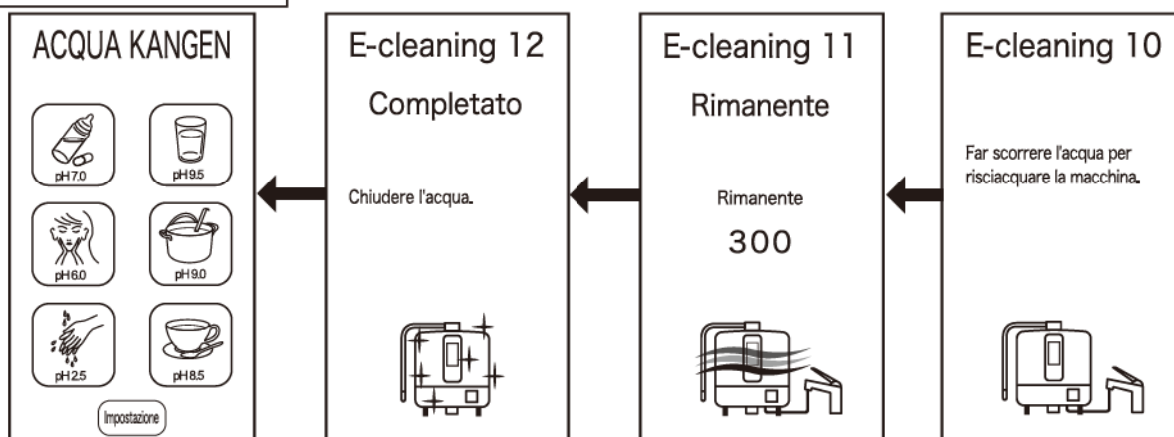 ACQUA KANGEN
pH7.0
pH9.5
pH6.0
pH9.0
pH2.5
pH8.5
Impostazione
E-cleaning 12
Completato
Chiudere l'acqua.
E-cleaning 11
Rimanente
Rimanente
300
E-cleaning 10
Far scorrere l'acqua per
risciacquare la macchina.